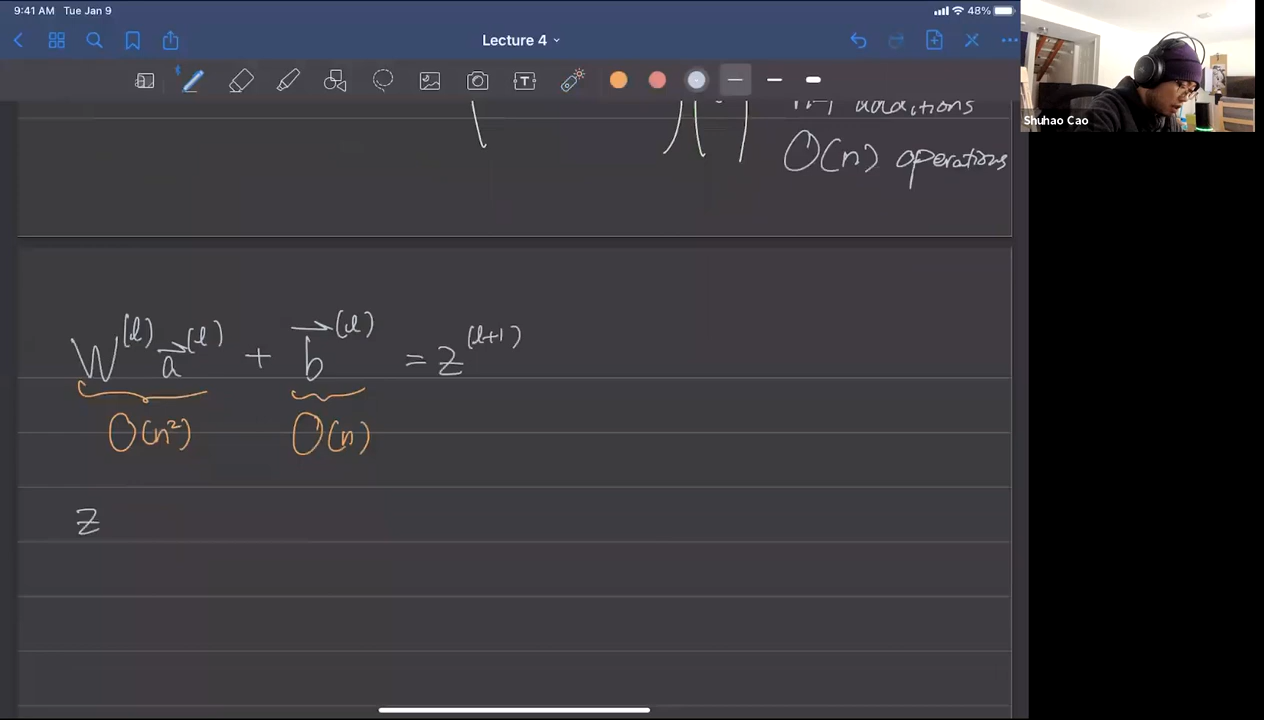 9:41 AM Tue Jan 9
48%
Lecture 4
Shuhao Cao
additions
O(n) operations
W^(l) a⃗^(l) + b⃗^(l) = z^(l+1)
O(n²) O(n)
z